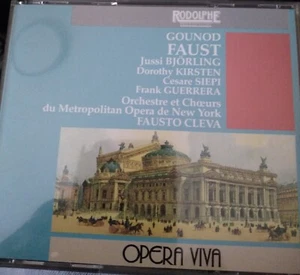 RODOLPHE
GOUNOD
FAUST
Jussi BJÖRLING
Dorothy KIRSTEN
Cesare SIEPI
Frank GUERRERA
Orchestre et Chœurs
du Metropolitan Opera de New York
FAUSTO CLEVA
OPERA VIVA